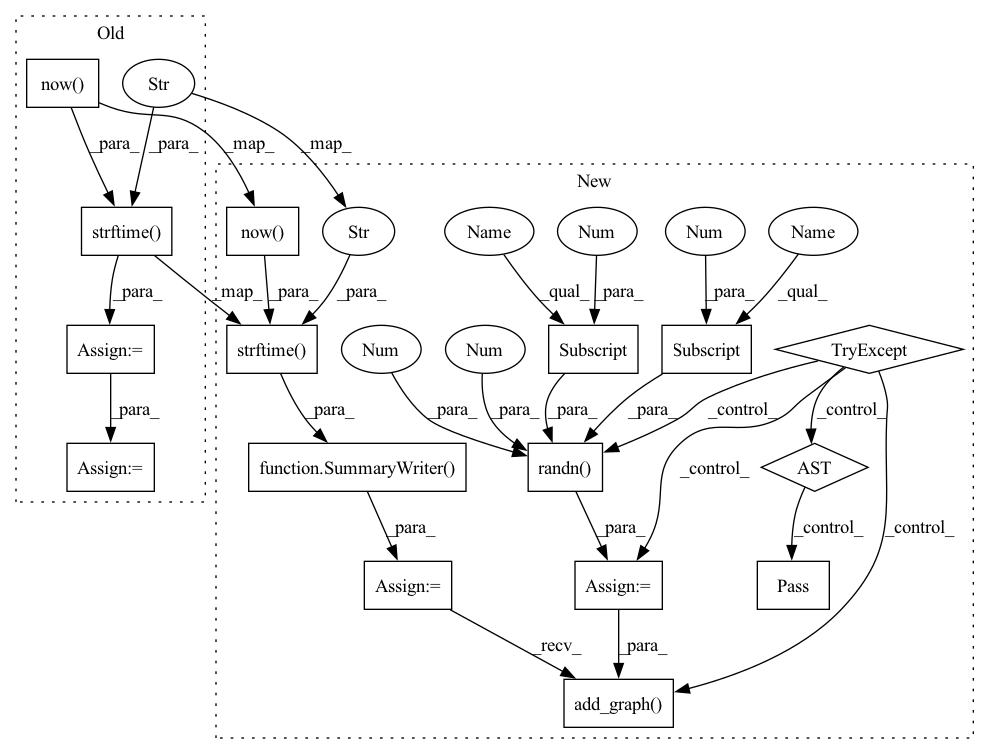 Old
now()
Str
_para_
_para_
_map_
_map_
New
strftime()
now()
Str
Name
Num
Num
Name
_para_
_map_
_para_
_para_
_qual_
_para_
_para_
_qual_
Assign:=
strftime()
Num
Num
Subscript
Subscript
TryExcept
_para_
_para_
_para_
_para_
_para_
_para_
_control_
_control_
Assign:=
function.SummaryWriter()
randn()
_control_
AST
_para_
_para_
_control_
_control_
Assign:=
Assign:=
Pass
_recv_
_para_
add_graph()